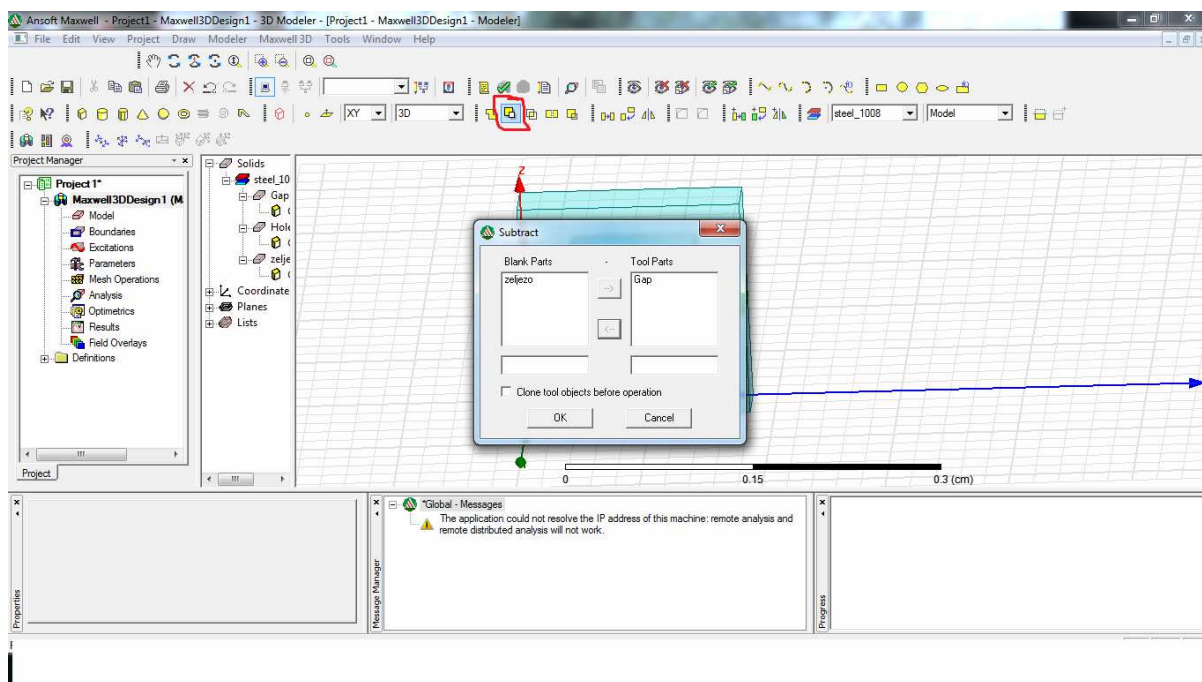 Ansoft Maxwell - Project1 - Maxwell3DDesign1 - 3D Modeler - [Project1 - Maxwell3DDesign1 - Modeler]
File Edit View Project Draw Modeler Maxwell 3D Tools Window Help
XY 3D steel_1008 Model
Project Manager
Project1*
Maxwell3DDesign1 (M
Model
Boundaries
Excitations
Parameters
Mesh Operations
Analysis
Optimetrics
Results
Field Overlays
Definitions
Project
Solids
steel_10
Gap
Hole
zelje
Coordinate
Planes
Lists
Z
Subtract
Blank Parts - Tool Parts
zeljezo Gap
Clone tool objects before operation
OK Cancel
0 0.15 0.3 (cm)
Properties
Message Manager
*Global - Messages
The application could not resolve the IP address of this machine: remote analysis and
remote distributed analysis will not work.
Progress